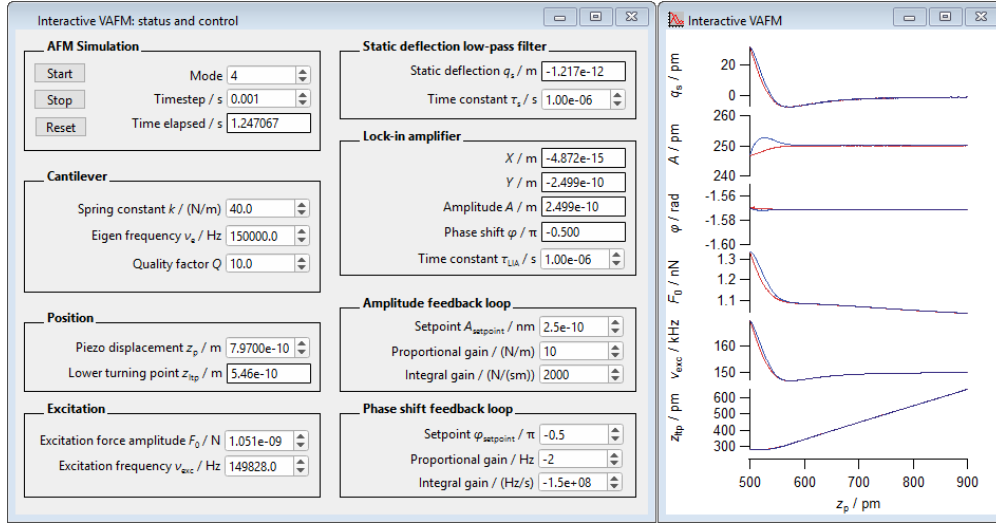 Interactive VAFM: status and control
AFM Simulation
Start
Mode 4
Stop
Timestep / s 0.001
Reset
Time elapsed / s 1.247067
Cantilever
Spring constant k / (N/m) 40.0
Eigen frequency νe / Hz 150000.0
Quality factor Q 10.0
Position
Piezo displacement zp / m 7.9700e-10
Lower turning point zltp / m 5.46e-10
Excitation
Excitation force amplitude F0 / N 1.051e-09
Excitation frequency νexc / Hz 149828.0
Static deflection low-pass filter
Static deflection qs / m -1.217e-12
Time constant τs / s 1.00e-06
Lock-in amplifier
X / m -4.872e-15
Y / m -2.499e-10
Amplitude A / m 2.499e-10
Phase shift φ / π -0.500
Time constant τLIA / s 1.00e-06
Amplitude feedback loop
Setpoint Asetpoint / nm 2.5e-10
Proportional gain / (N/m) 10
Integral gain / (N/(sm)) 2000
Phase shift feedback loop
Setpoint φsetpoint / π -0.5
Proportional gain / Hz -2
Integral gain / (Hz/s) -1.5e+08
Interactive VAFM
qs / pm
20
0
A / pm
260
250
240
φ / rad
-1.56
-1.58
-1.60
F0 / nN
1.3
1.2
1.1
νexc / kHz
160
150
zltp / pm
600
500
400
300
500 600 700 800 900
zp / pm